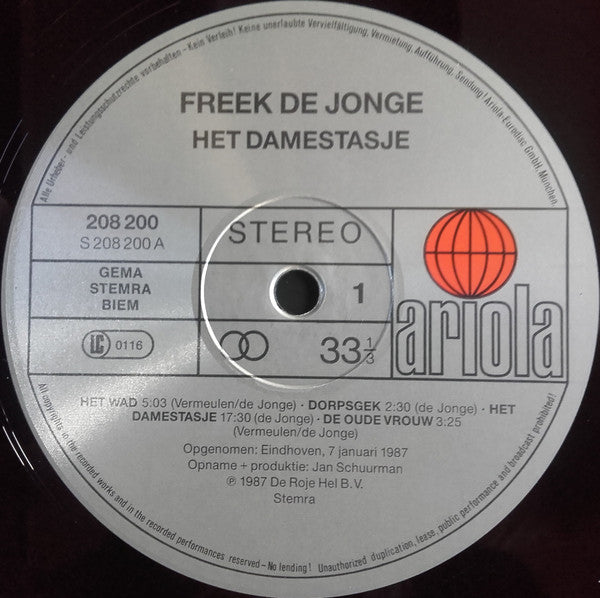 Alle Urheber- und Leistungsschutzrechte vorbehalten - Kein Verleih! Keine unerlaubte Vervielfältigung, Vermietung, Aufführung, Sendung! Ariola-Eurodisc GmbH, München.
FREEK DE JONGE
HET DAMESTASJE
208 200
S 208 200 A
STEREO
GEMA
STEMRA
BIEM
1
ariola
LC 0116
33 1/3
HET WAD 5:03 (Vermeulen/de Jonge) · DORPSGEK 2:30 (de Jonge) · HET
DAMESTASJE 17:30 (de Jonge) · DE OUDE VROUW 3:25
(Vermeulen/de Jonge)
Opgenomen: Eindhoven, 7 januari 1987
Opname + produktie: Jan Schuurman
℗ 1987 De Roje Hel B.V.
Stemra
All copyrights in the recorded works and in the recorded performances reserved - No lending! Unauthorized duplication, lease, public performance and broadcast prohibited!